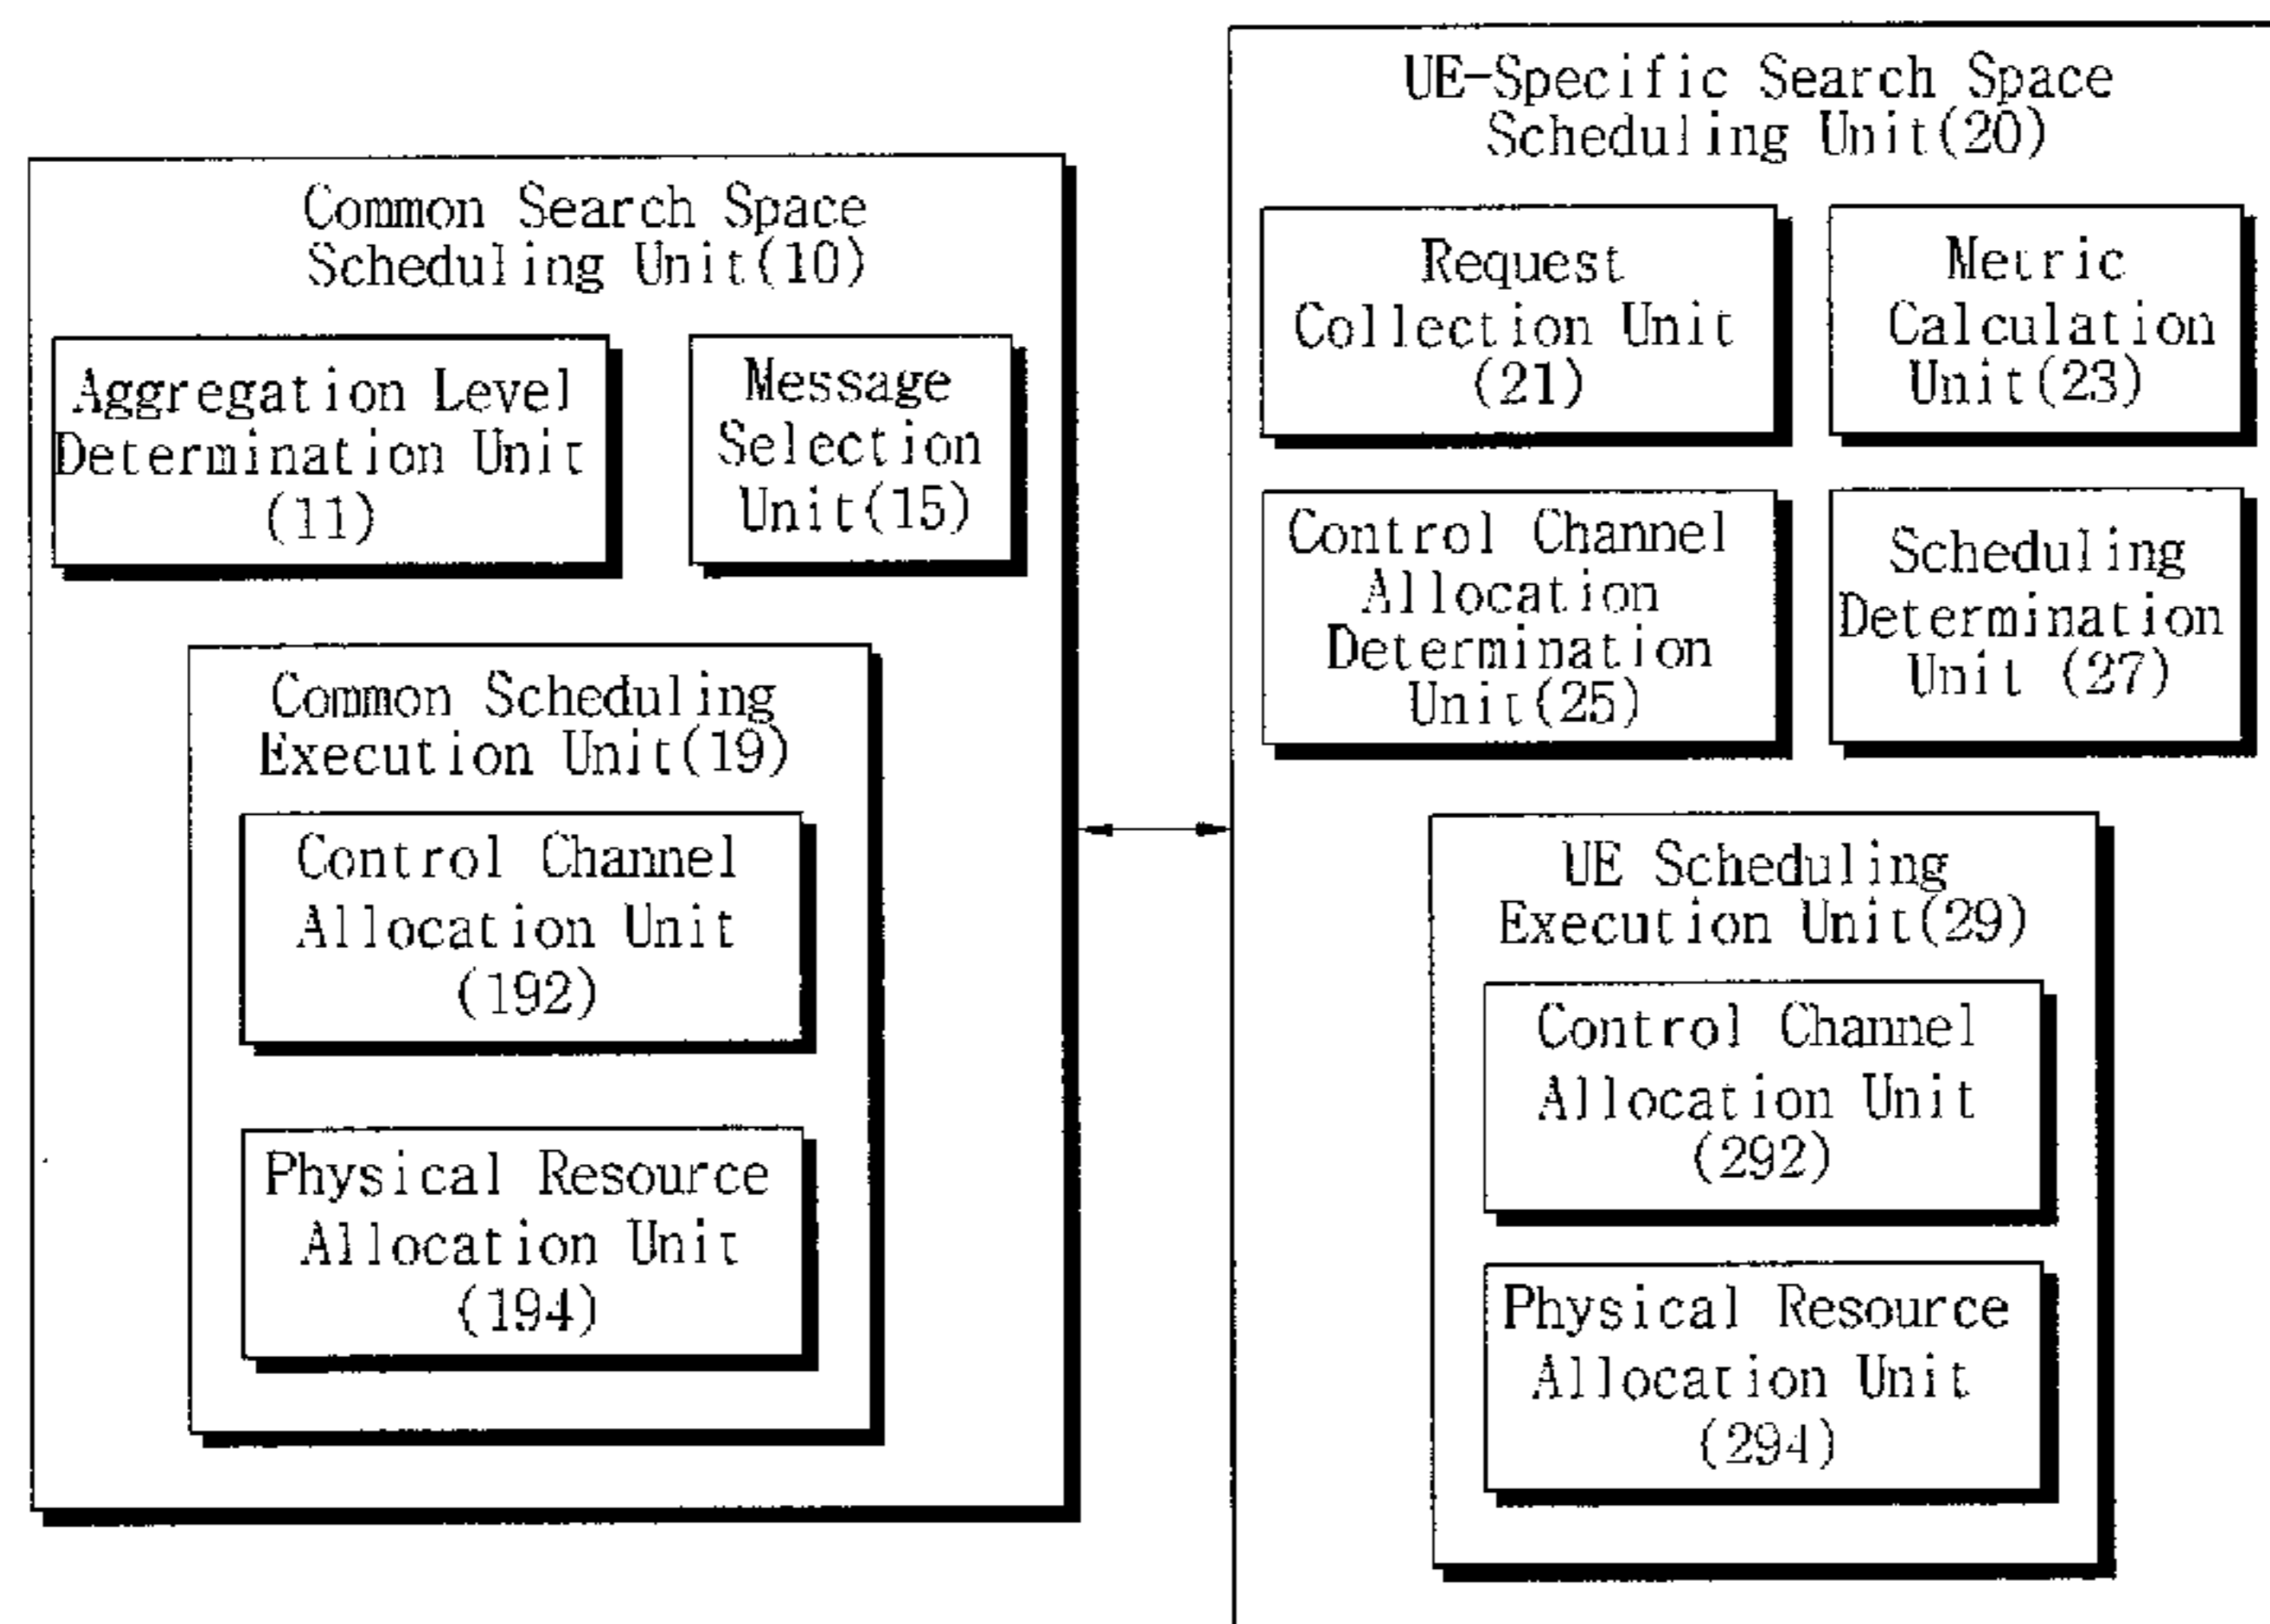 Common Search Space
Scheduling Unit(10)
Aggregation Level
Determination Unit
(11)
Message
Selection
Unit(15)
Common Scheduling
Execution Unit(19)
Control Channel
Allocation Unit
(192)
Physical Resource
Allocation Unit
(194)
UE-Specific Search Space
Scheduling Unit(20)
Request
Collection Unit
(21)
Metric
Calculation
Unit(23)
Control Channel
Allocation
Determination
Unit(25)
Scheduling
Determination
Unit (27)
UE Scheduling
Execution Unit(29)
Control Channel
Allocation Unit
(292)
Physical Resource
Allocation Unit
(294)